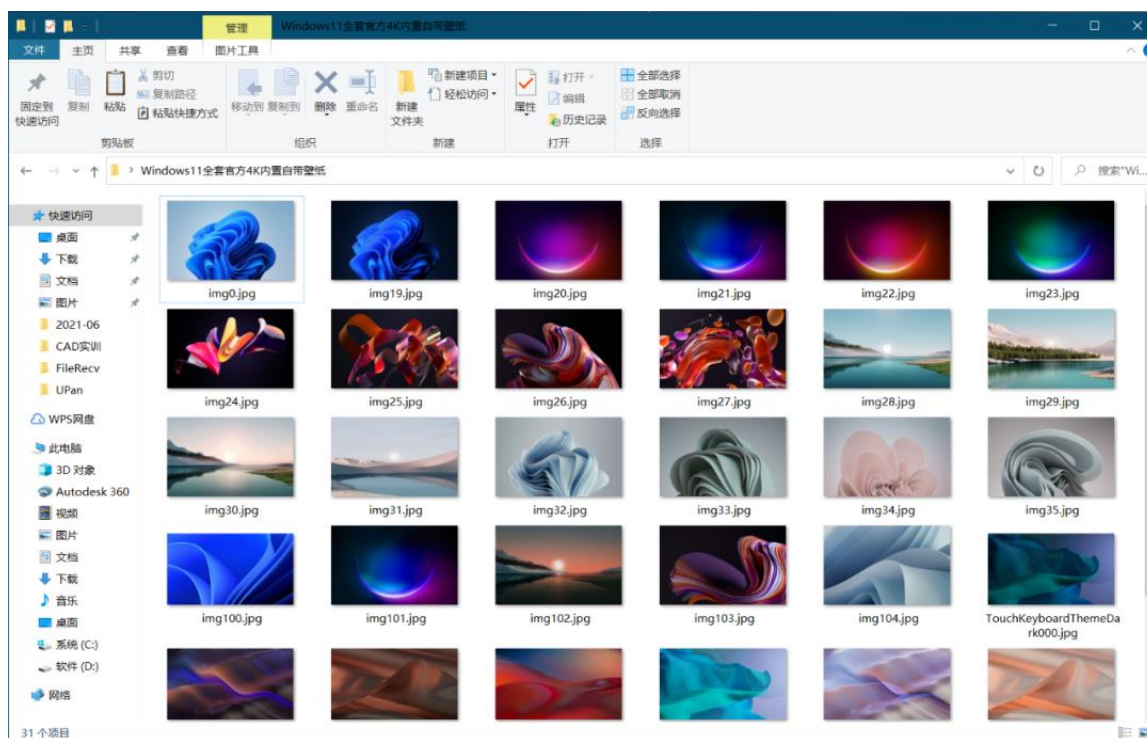 管理
Windows11全套官方4K内置自带壁纸
文件 主页 共享 查看 图片工具
固定到
快速访问
复制
粘贴
剪切
复制路径
粘贴快捷方式
剪贴板
移动到
复制到
删除
重命名
组织
新建
文件夹
新建项目
轻松访问
新建
属性
打开
编辑
历史记录
打开
全部选择
全部取消
反向选择
选择
Windows11全套官方4K内置自带壁纸
搜索"Wi...
快速访问
桌面
下载
文档
图片
2021-06
CAD实训
FileRecv
UPan
WPS网盘
此电脑
3D 对象
Autodesk 360
视频
图片
文档
下载
音乐
桌面
系统 (C:)
软件 (D:)
网络
img0.jpg img19.jpg img20.jpg img21.jpg img22.jpg img23.jpg
img24.jpg img25.jpg img26.jpg img27.jpg img28.jpg img29.jpg
img30.jpg img31.jpg img32.jpg img33.jpg img34.jpg img35.jpg
img100.jpg img101.jpg img102.jpg img103.jpg img104.jpg TouchKeyboardThemeDa
rk000.jpg
31 个项目